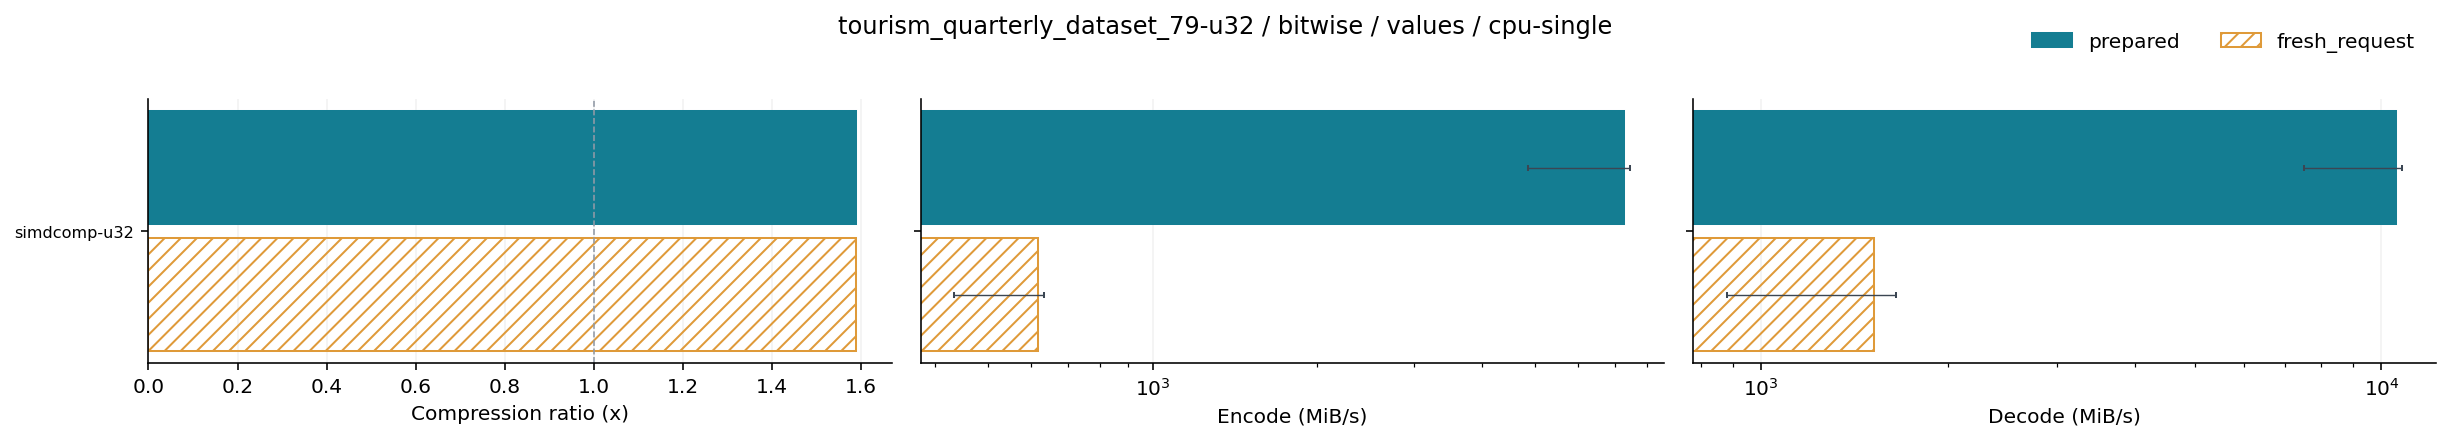 tourism_quarterly_dataset_79-u32 / bitwise / values / cpu-single
prepared
fresh_request
simdcomp-u32
0.0 0.2 0.4 0.6 0.8 1.0 1.2 1.4 1.6
Compression ratio (x)
10³
Encode (MiB/s)
10³ 10⁴
Decode (MiB/s)